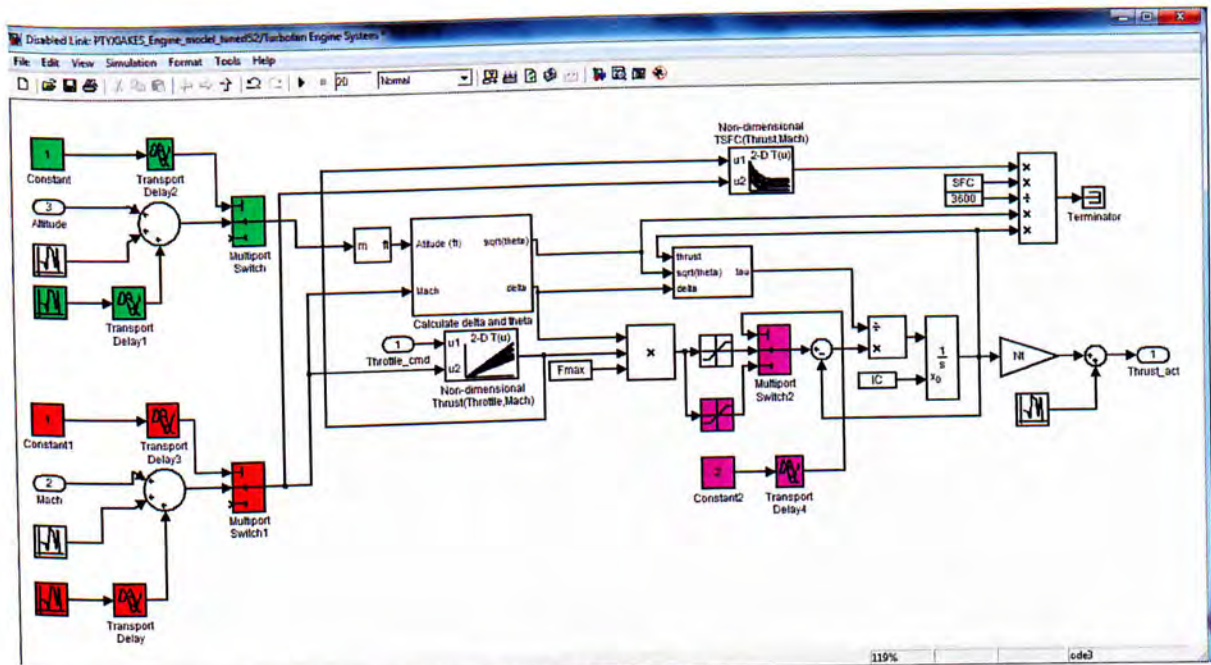 Disabled Link: PTYXIAKES_Engine_model_tunedS2/Turbofan Engine System *
File Edit View Simulation Format Tools Help
20
Normal
1
Constant
Transport
Delay2
3
Altitude
Multiport
Switch
Transport
Delay1
1
Constant1
Transport
Delay3
2
Mach
Multiport
Switch1
Transport
Delay
m ft
Altitude (ft)
sqrt(theta)
Mach
delta
Calculate delta and theta
1
Throttle_cmd
2-D T(u)
u1
u2
Non-dimensional
Thrust(Throttle,Mach)
Fmax
×
Non-dimensional
TSFC(Thrust,Mach)
2-D T(u)
u1
u2
thrust
sqrt(theta)
tau
delta
Multiport
Switch2
2
Constant2
Transport
Delay4
÷
×
IC
1
s
x0
SFC
3600
×
×
÷
×
×
Terminator
Nt
1
Thrust_act
119%
ode3